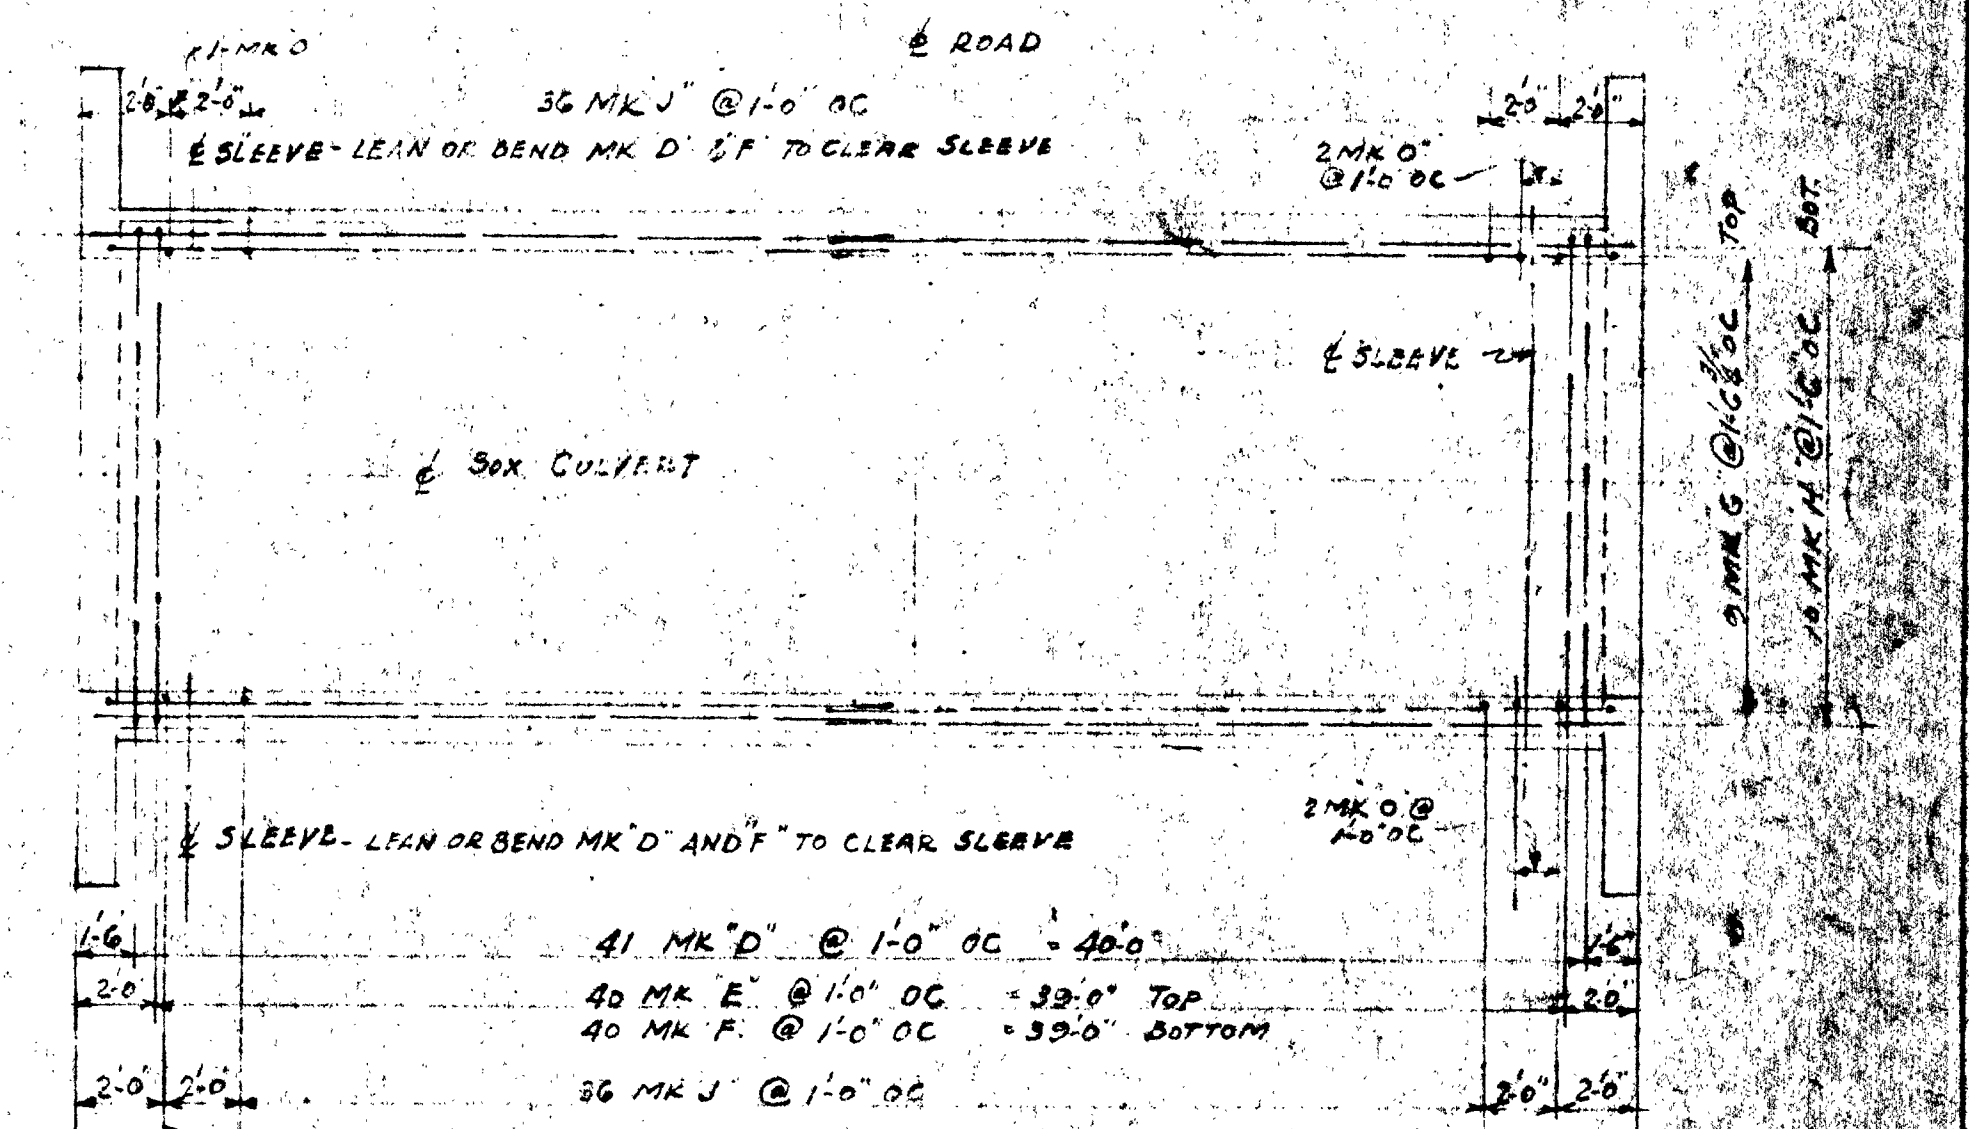 1-MK O
℄ ROAD
2'-0" 2'-0"
36 MK J" @ 1'-0" OC
2'-0" 2'-0"
℄ SLEEVE - LEAN OR BEND MK D" & "F" TO CLEAR SLEEVE
2 MK O"
@ 1'-0 OC
TOP
BOT.
℄ SLEEVE
℄ BOX CULVERT
9 MK G" @ 1'-6 3/4 OC
10 MK H" @ 1'-6" OC
2 MK O" @
1'-0" OC
℄ SLEEVE - LEAN OR BEND MK "D" AND "F" TO CLEAR SLEEVE
1'-6 41 MK "D" @ 1'-0" OC = 40'-0" 1'-6"
2'-0 40 MK "E" @ 1'-0" OC = 39'-0" TOP 2'-0"
40 MK F" @ 1'-0" OC = 39'-0" BOTTOM
2'-0" 2'-0" 36 MK J" @ 1'-0" OC 2'-0" 2'-0"